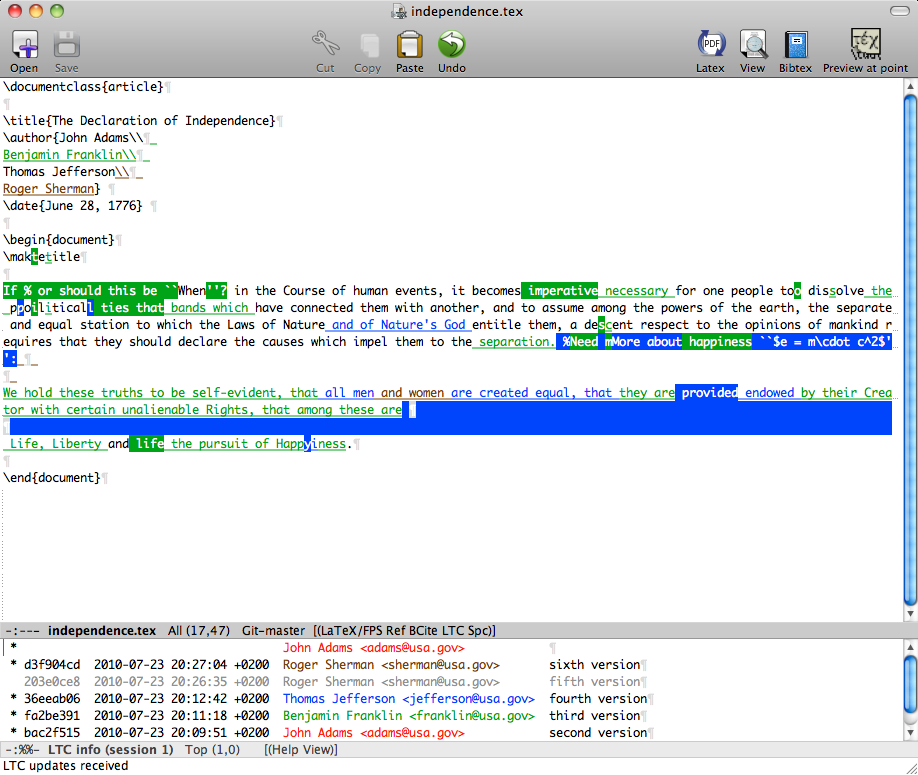 independence.tex
Open Save Cut Copy Paste Undo Latex View Bibtex Preview at point
\documentclass{article}¶
¶
\title{The Declaration of Independence}¶
\author{John Adams\\¶
Benjamin Franklin\\¶
Thomas Jefferson\\¶
Roger Sherman} ¶
\date{June 28, 1776} ¶
¶
\begin{document}¶
\maktetitle¶
¶
If % or should this be ``When''? in the Course of human events, it becomes imperative necessary for one people too dissolve the
ppoilitical ties that bands which have connected them with another, and to assume among the powers of the earth, the separate
and equal station to which the Laws of Nature and of Nature's God entitle them, a descent respect to the opinions of mankind r
equires that they should declare the causes which impel them to the separation. %Need mMore about happiness ``$e = m\cdot c^2$'
': ¶
¶
We hold these truths to be self-evident, that all men and women are created equal, that they are provided endowed by their Crea
tor with certain unalienable Rights, that among these are ¶
¶
Life, Liberty and life the pursuit of Happyiness.¶
¶
\end{document}¶
-:--- independence.tex All (17,47) Git-master [(LaTeX/FPS Ref BCite LTC Spc)]
* John Adams <adams@usa.gov> ¶
* d3f904cd 2010-07-23 20:27:04 +0200 Roger Sherman <sherman@usa.gov> sixth version¶
203e0ce8 2010-07-23 20:26:35 +0200 Roger Sherman <sherman@usa.gov> fifth version¶
* 36eeab06 2010-07-23 20:12:42 +0200 Thomas Jefferson <jefferson@usa.gov> fourth version¶
* fa2be391 2010-07-23 20:11:18 +0200 Benjamin Franklin <franklin@usa.gov> third version¶
* bac2f515 2010-07-23 20:09:51 +0200 John Adams <adams@usa.gov> second version¶
-:%%- LTC info (session 1) Top (1,0) [(Help View)]
LTC updates received